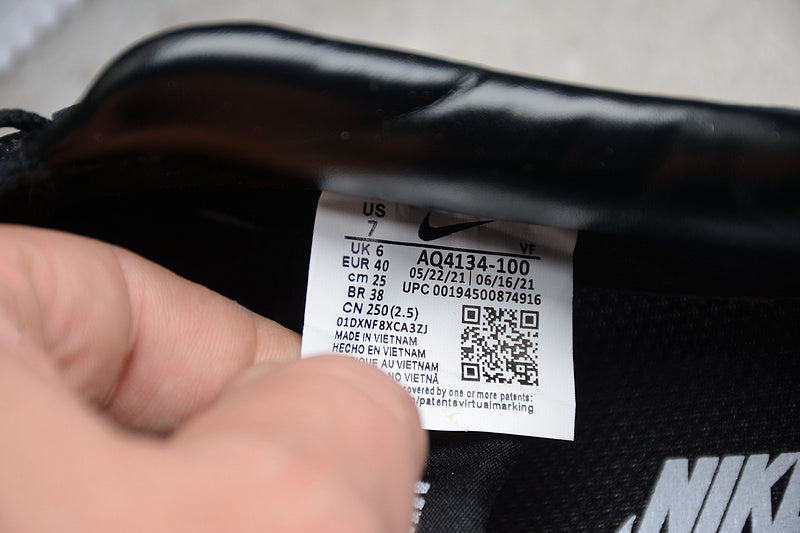 US
7
VF
UK 6
EUR 40
cm 25
BR 38
CN 250(2.5)
AQ4134-100
05/22/21 | 06/16/21
UPC 00194500874916
01DXNF8XCA3ZJ
MADE IN VIETNAM
HECHO EN VIETNAM
AU VIETNAM
NO VIETNÃ
covered by one or more patents:
/patentsvirtualmarking
NIKE